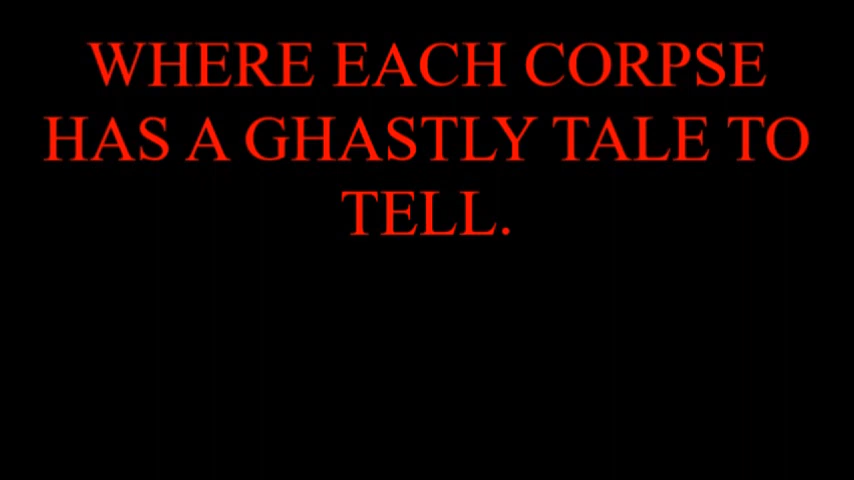 WHERE EACH CORPSE
HAS A GHASTLY TALE TO
TELL.